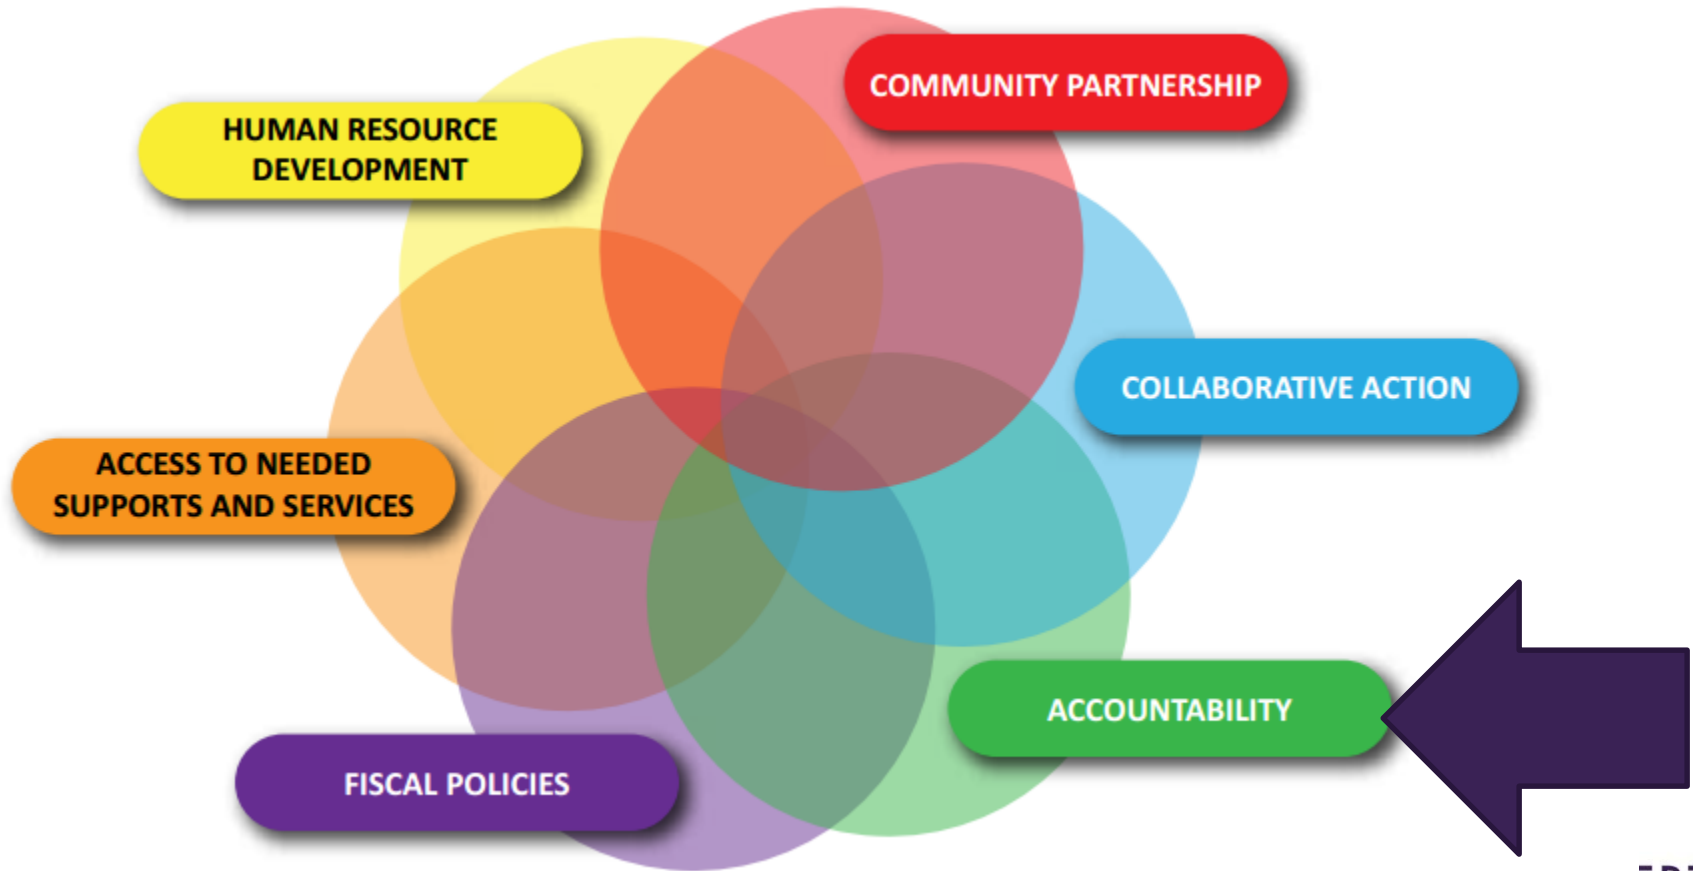 COMMUNITY PARTNERSHIP
HUMAN RESOURCE
DEVELOPMENT
COLLABORATIVE ACTION
ACCESS TO NEEDED
SUPPORTS AND SERVICES
ACCOUNTABILITY
FISCAL POLICIES